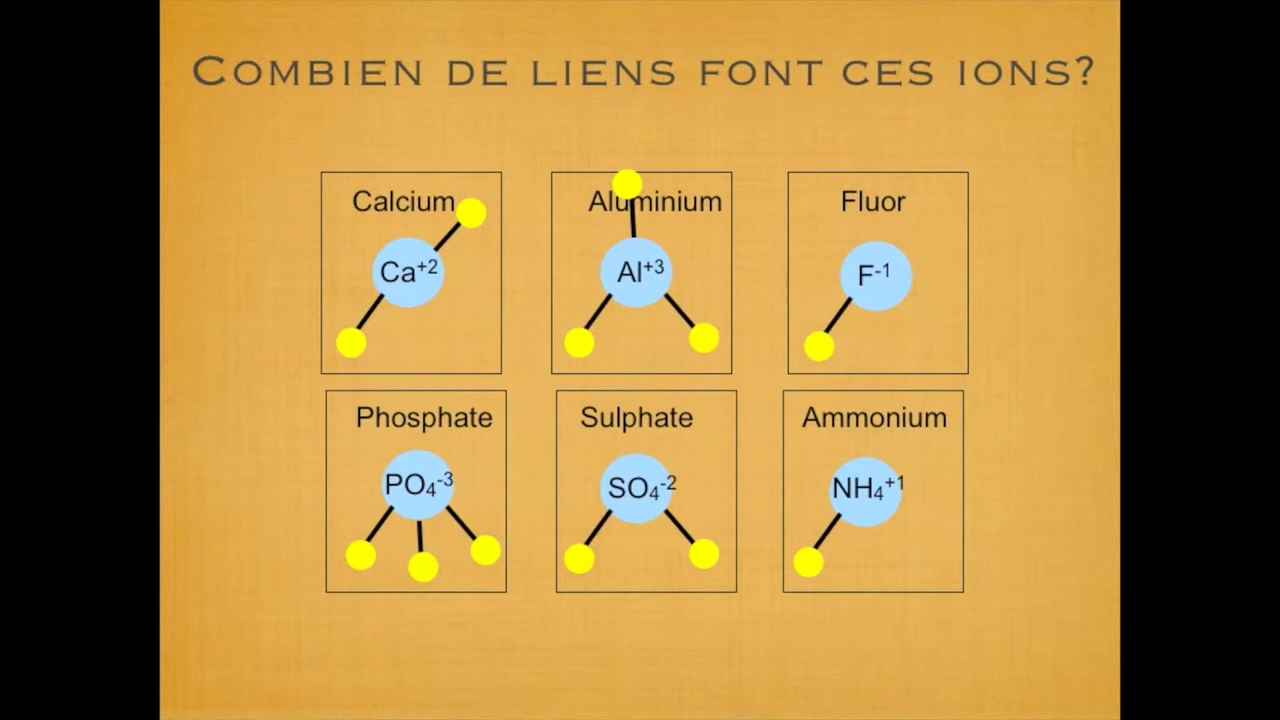 COMBIEN DE LIENS FONT CES IONS?
Calcium
Aluminium
Fluor
Ca+2
Al+3
F-1
Phosphate
Sulphate
Ammonium
PO4-3
SO4-2
NH4+1